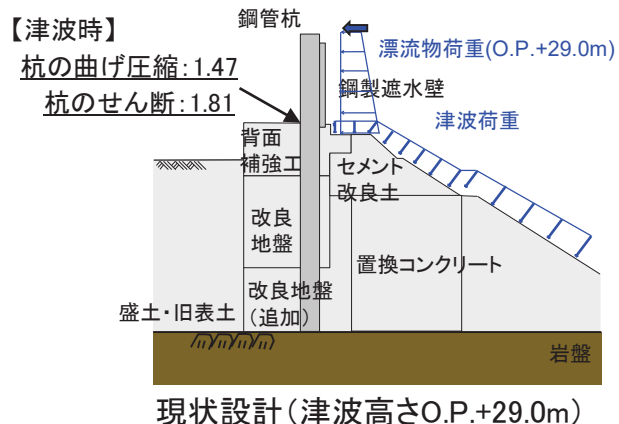 【津波時】
杭の曲げ圧縮:1.47
杭のせん断:1.81
鋼管杭
漂流物荷重(O.P.+29.0m)
鋼製遮水壁
津波荷重
背面
補強工
セメント
改良土
改良
地盤
置換コンクリート
改良地盤
(追加)
盛土・旧表土
岩盤
現状設計(津波高さO.P.+29.0m)